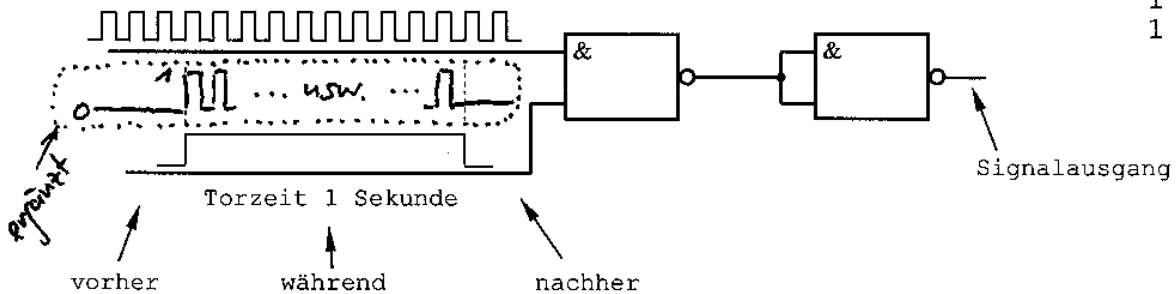 1
1
&
&
1
0
... usw. ...
ergänzt
Signalausgang
Torzeit 1 Sekunde
vorher
während
nachher